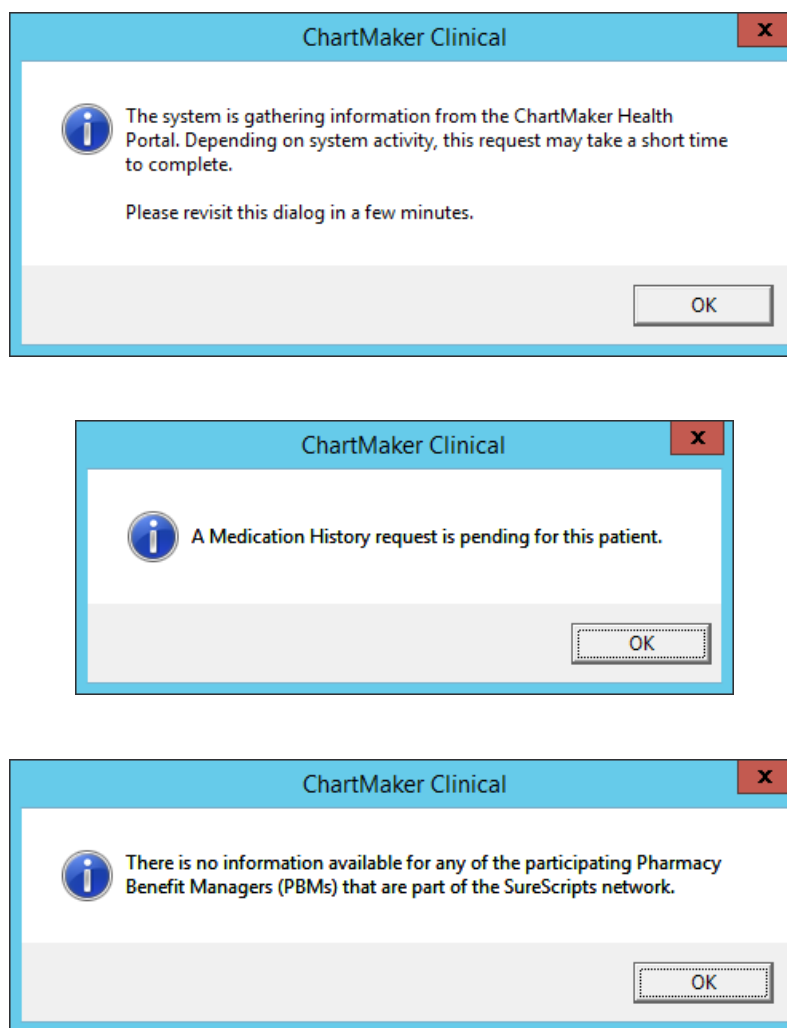 ChartMaker Clinical
x
The system is gathering information from the ChartMaker Health
Portal. Depending on system activity, this request may take a short time
to complete.
Please revisit this dialog in a few minutes.
OK
ChartMaker Clinical
x
A Medication History request is pending for this patient.
OK
ChartMaker Clinical
x
There is no information available for any of the participating Pharmacy
Benefit Managers (PBMs) that are part of the SureScripts network.
OK